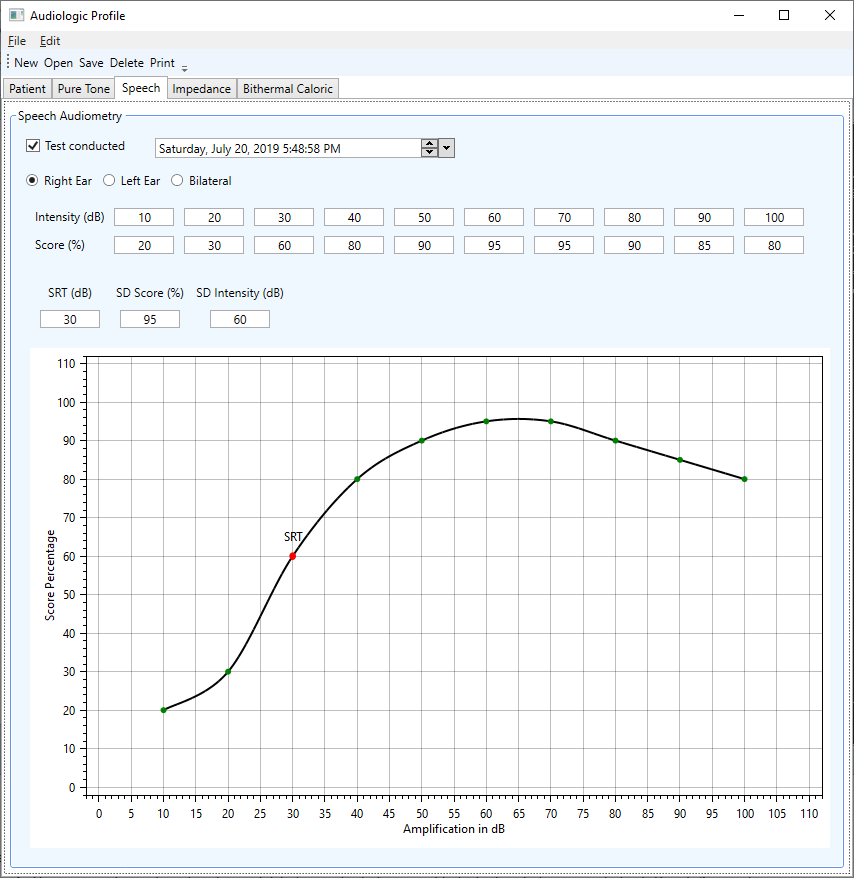 Audiologic Profile
File Edit
New Open Save Delete Print
Patient Pure Tone Speech Impedance Bithermal Caloric
Speech Audiometry
Test conducted Saturday, July 20, 2019 5:48:58 PM
Right Ear Left Ear Bilateral
Intensity (dB) 10 20 30 40 50 60 70 80 90 100
Score (%) 20 30 60 80 90 95 95 90 85 80
SRT (dB) SD Score (%) SD Intensity (dB)
30 95 60
110
100
90
80
70
60
50
40
30
20
10
0
Score Percentage
SRT
0 5 10 15 20 25 30 35 40 45 50 55 60 65 70 75 80 85 90 95 100 105 110
Amplification in dB